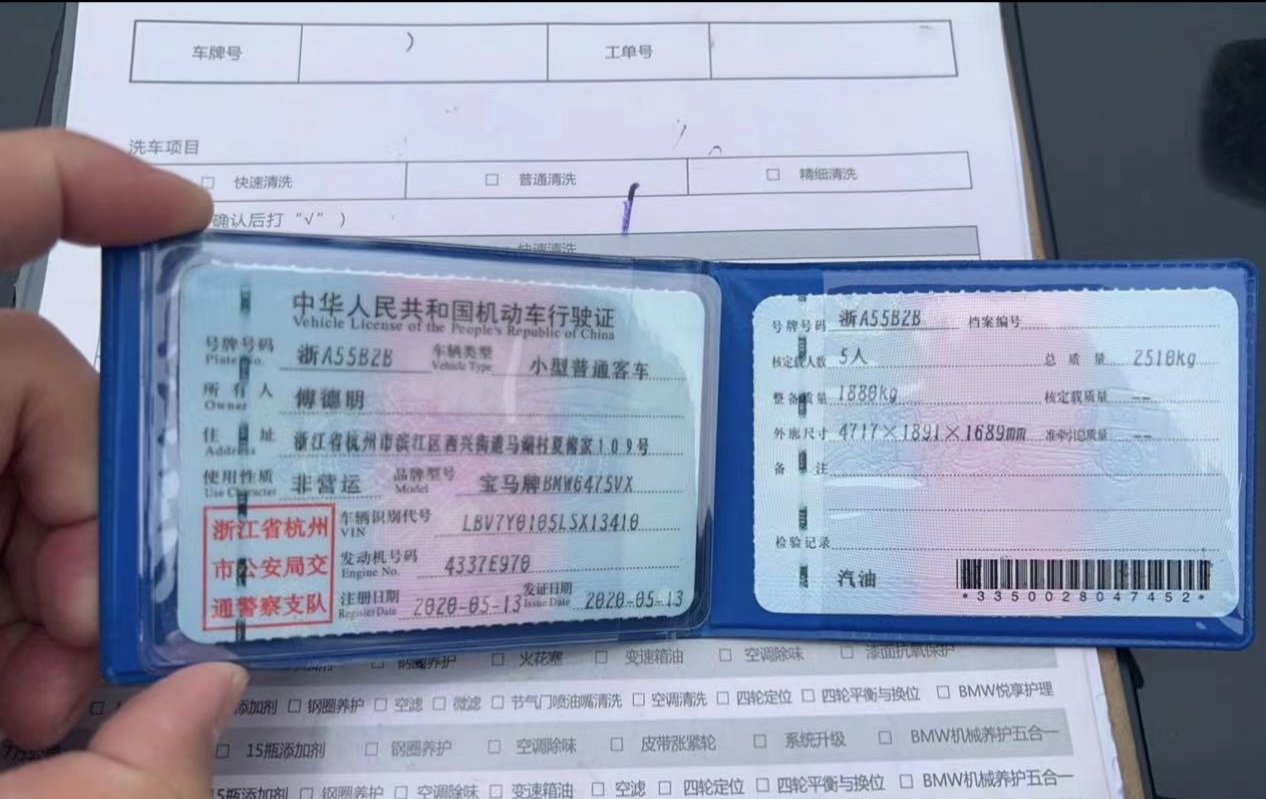 车牌号 工单号
洗车项目
□ 快速清洗 □ 普通清洗 □ 精细清洗
确认后打“√”)
快速清洗
中华人民共和国机动车行驶证
Vehicle License of the People's Republic of China
号牌号码 浙A55B2B 车辆类型 小型普通客车
Plate No. Vehicle Type
所有人 傅德明
Owner
住址 浙江省杭州市滨江区西兴街道马湖村夏傅家109号
Address
使用性质 非营运 品牌型号 宝马牌BMW6475VX
Use Character Model
浙江省杭州市公安局交通警察支队
车辆识别代号 LBV7Y0105LSX13410
VIN
发动机号码 4337E970
Engine No.
注册日期 2020-05-13 发证日期 2020-05-13
Register Date Issue Date
号牌号码 浙A55B2B 档案编号
核定载人数 5人 总质量 2510kg
整备质量 1880kg 核定载质量 --
外廓尺寸 4717×1891×1689mm 准牵引总质量 --
备注
检验记录
汽油
*3350028047452*
添加剂 □ 钢圈养护 □ 火花塞 □ 变速箱油 □ 空调除味 □ 漆面抗氧保护
添加剂 □ 钢圈养护 □ 空滤 □ 微滤 □ 节气门喷油嘴清洗 □ 空调清洗 □ 四轮定位 □ 四轮平衡与换位 □ BMW悦享护理
□ 15瓶添加剂 □ 钢圈养护 □ 空调除味 □ 皮带张紧轮 □ 系统升级 □ BMW机械养护五合一
15瓶添加剂 □ 钢圈养护 □ 空调除味 □ 变速箱油 □ 空滤 □ 四轮定位 □ 四轮平衡与换位 □ BMW机械养护五合一